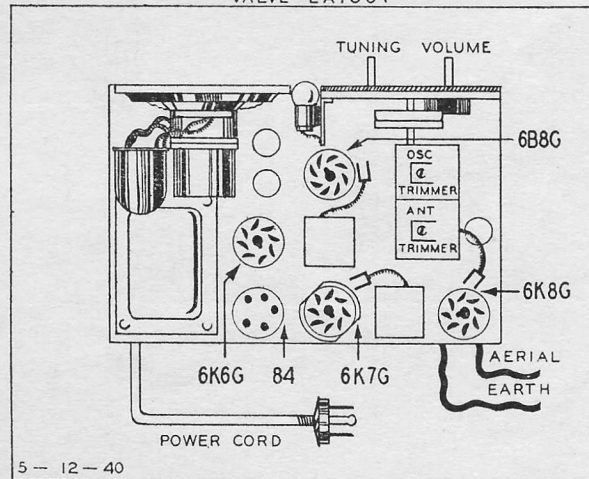 VALVE LAYOUT
TUNING VOLUME
6B8G
OSC
TRIMMER
ANT
TRIMMER
6K8G
6K6G 84 6K7G
AERIAL
EARTH
POWER CORD
5 — 12 — 40